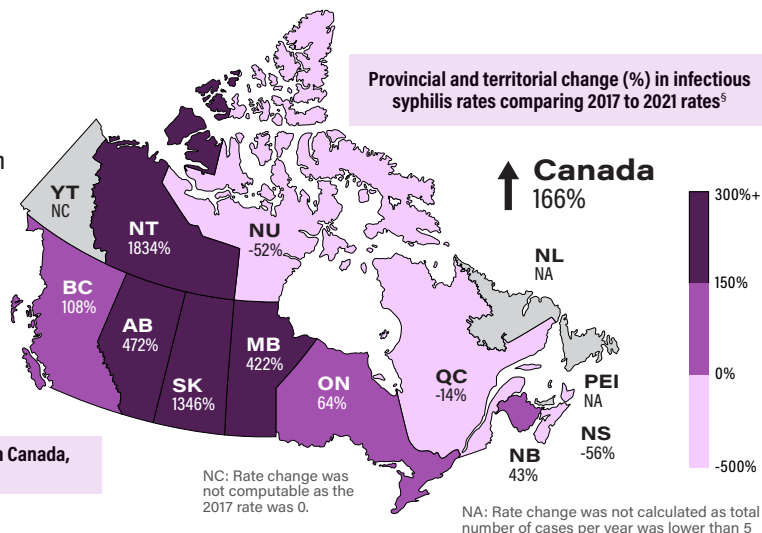 Provincial and territorial change (%) in infectious
syphilis rates comparing 2017 to 2021 rates§
Canada
166%
YT
NC
NT
1834%
NU
-52%
BC
108%
AB
472%
SK
1346%
MB
422%
ON
64%
QC
-14%
NL
NA
PEI
NA
NS
-56%
NB
43%
300%+
150%
0%
-500%
Canada,
NC: Rate change was
not computable as the
2017 rate was 0.
NA: Rate change was not calculated as total
number of cases per year was lower than 5